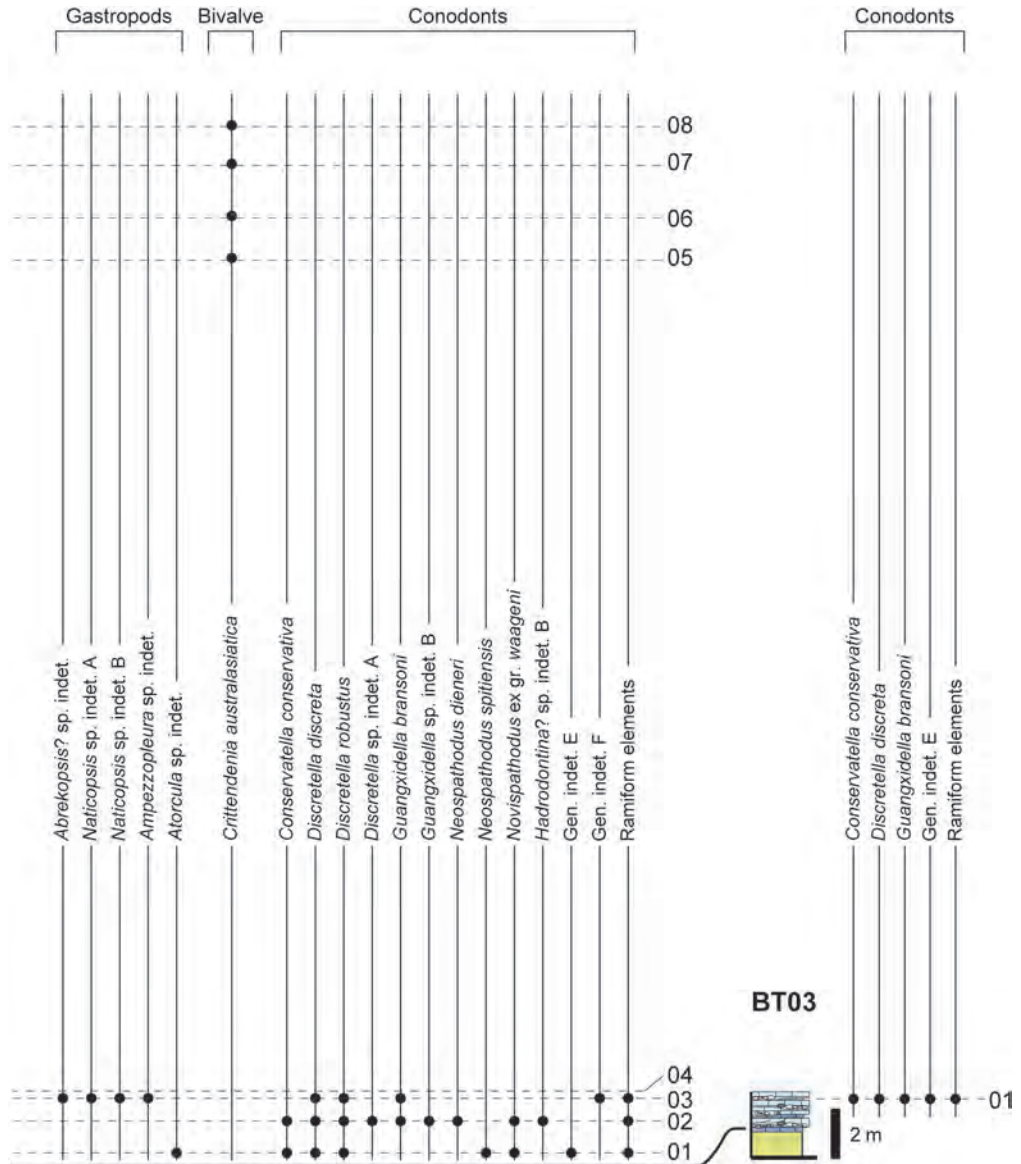 Gastropods
Bivalve
Conodonts
Conodonts
08
07
06
05
Abrekopsis? sp. indet.
Naticopsis sp. indet. A
Naticopsis sp. indet. B
Ampezzopleura sp. indet.
Atorcula sp. indet.
Crittendenia australasiatica
Conservatella conservativa
Discretella discreta
Discretella robustus
Discretella sp. indet. A
Guangxidella bransoni
Guangxidella sp. indet. B
Neospathodus dieneri
Neospathodus spitiensis
Novispathodus ex gr. waageni
Hadrodontina? sp. indet. B
Gen. indet. E
Gen. indet. F
Ramiform elements
Conservatella conservativa
Discretella discreta
Guangxidella bransoni
Gen. indet. E
Ramiform elements
BT03
04
03
02
01
2 m
01